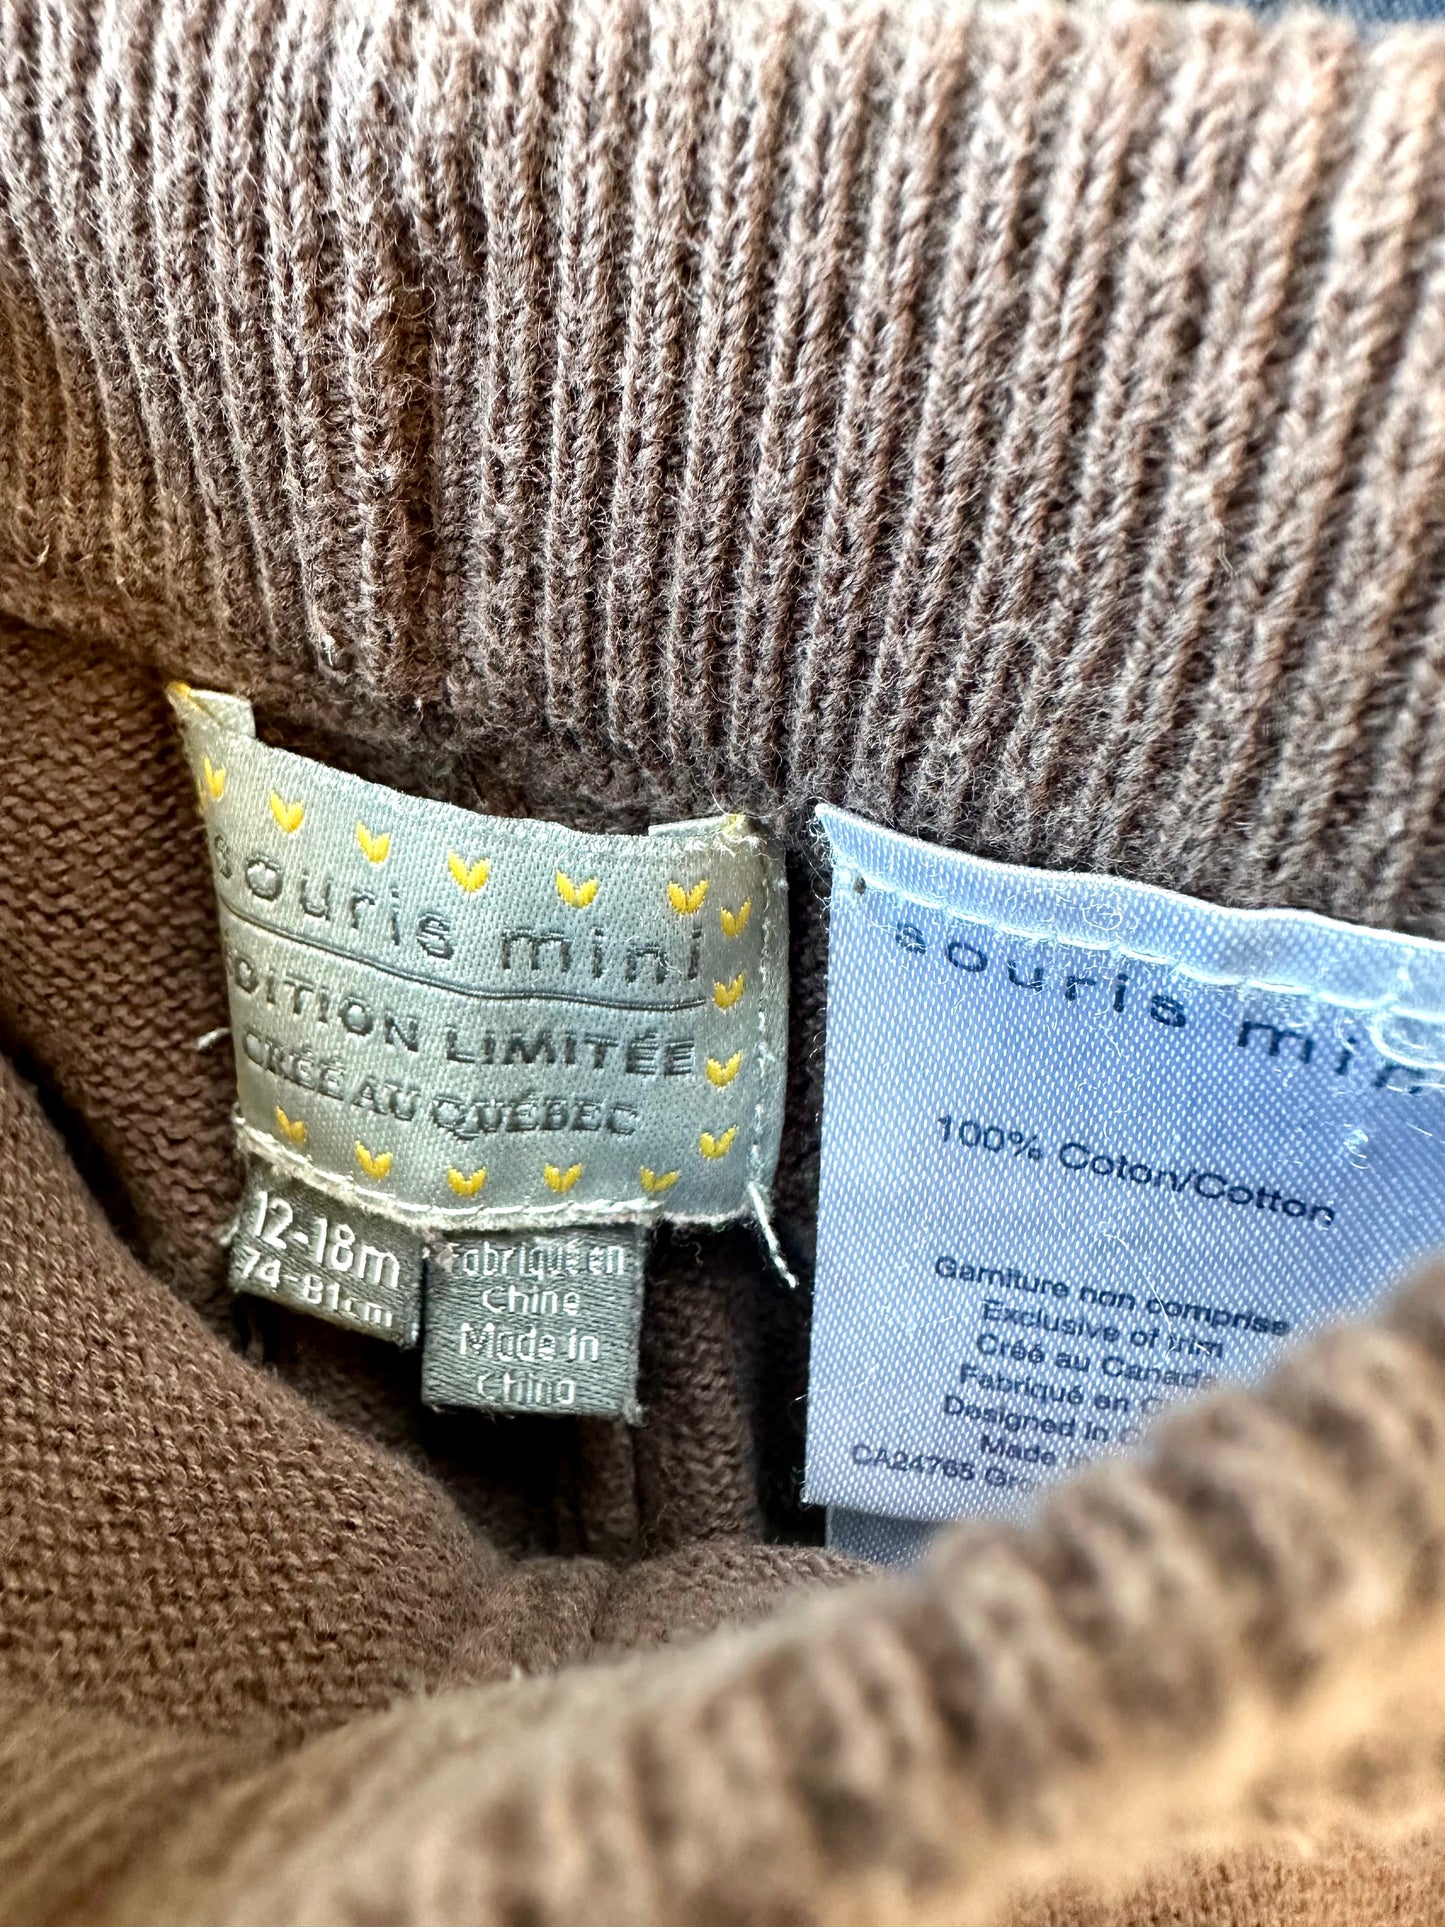 souris mini
ÉDITION LIMITÉE
CRÉÉ AU QUÉBEC
12-18m
74-81cm
Fabriqué en
Chine
Made in
China
souris mini
100% Coton/Cotton
Garniture non comprise
Exclusive of trim
Créé au Canada
Fabriqué en
Designed in
Made
CA24765